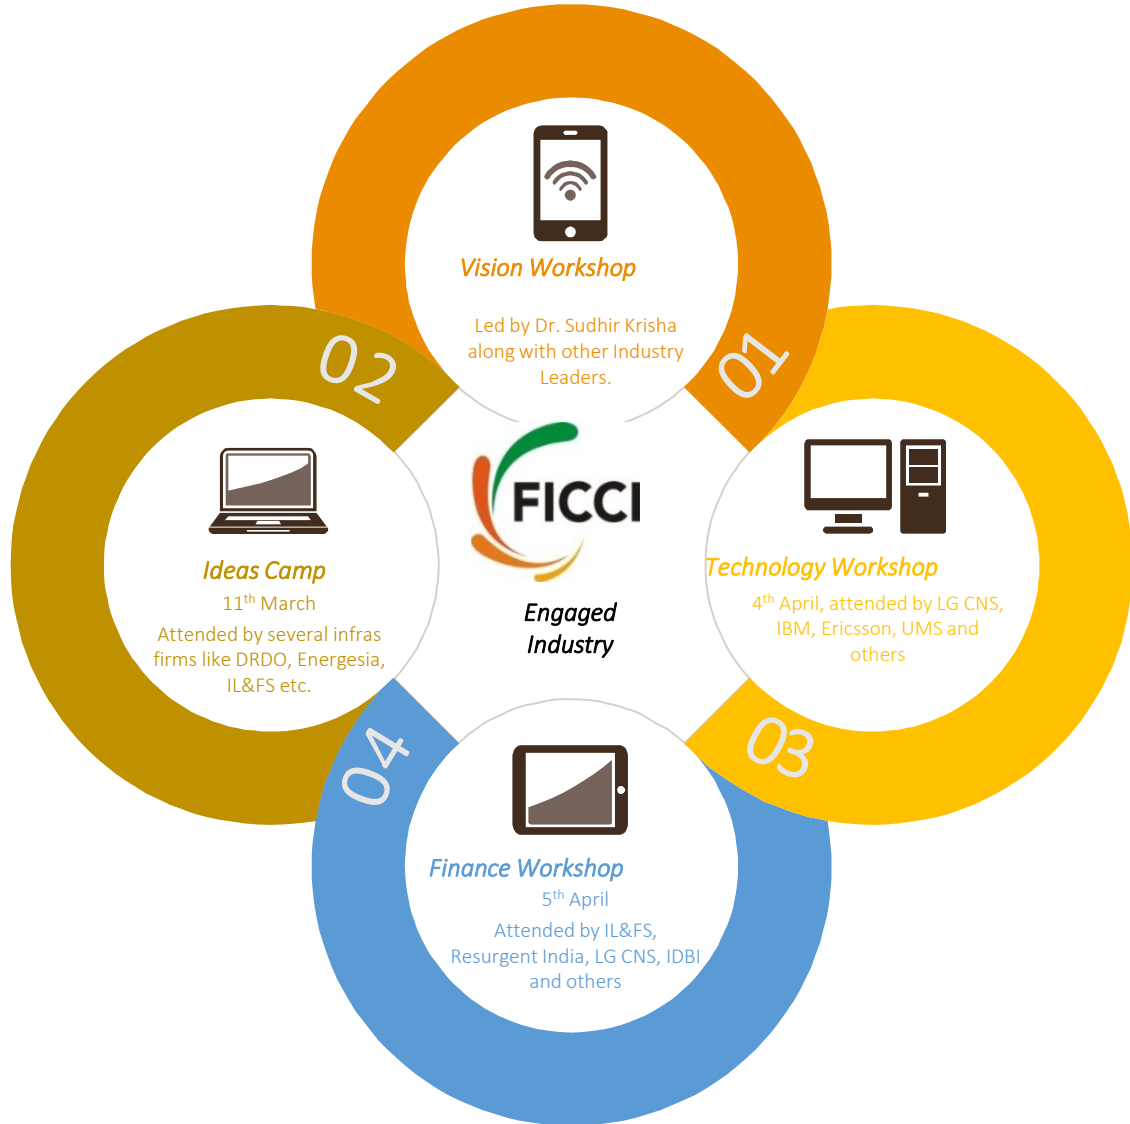 Vision Workshop
Led by Dr. Sudhir Krisha
along with other Industry
Leaders.
01
02
Ideas Camp
11th March
Attended by several infras
firms like DRDO, Energesia,
IL&FS etc.
FICCI
Engaged
Industry
Technology Workshop
4th April, attended by LG CNS,
IBM, Ericsson, UMS and
others
03
04
Finance Workshop
5th April
Attended by IL&FS,
Resurgent India, LG CNS, IDBI
and others